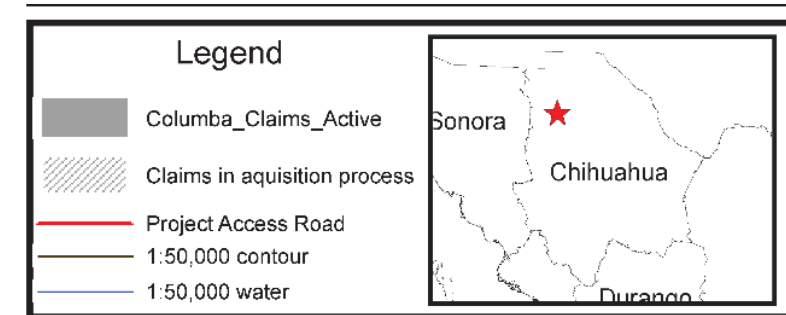 Legend
Columba_Claims_Active
Claims in aquisition process
Project Access Road
1:50,000 contour
1:50,000 water
Sonora
Chihuahua
Durango